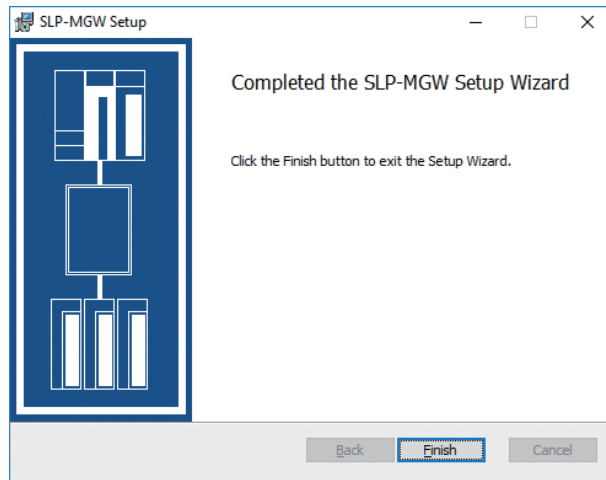 SLP-MGW Setup
Completed the SLP-MGW Setup Wizard
Click the Finish button to exit the Setup Wizard.
Back Finish Cancel